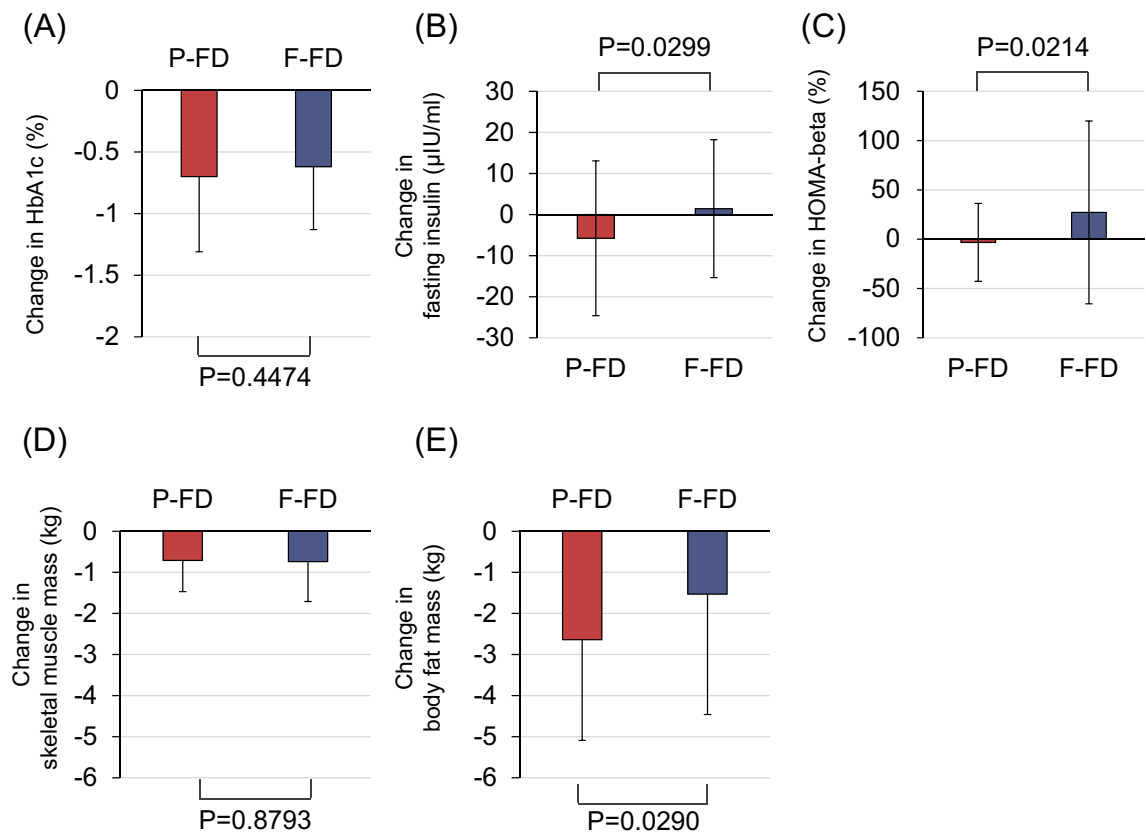 (A)
P-FD F-FD
Change in HbA1c (%)
0
-0.5
-1
-1.5
-2
P=0.4474
(B)
P=0.0299
Change in
fasting insulin (μIU/ml)
30
20
10
0
-10
-20
-30
P-FD F-FD
(C)
P=0.0214
Change in HOMA-beta (%)
150
100
50
0
-50
-100
P-FD F-FD
(D)
P-FD F-FD
Change in
skeletal muscle mass (kg)
0
-1
-2
-3
-4
-5
-6
P=0.8793
(E)
P-FD F-FD
Change in
body fat mass (kg)
0
-1
-2
-3
-4
-5
-6
P=0.0290